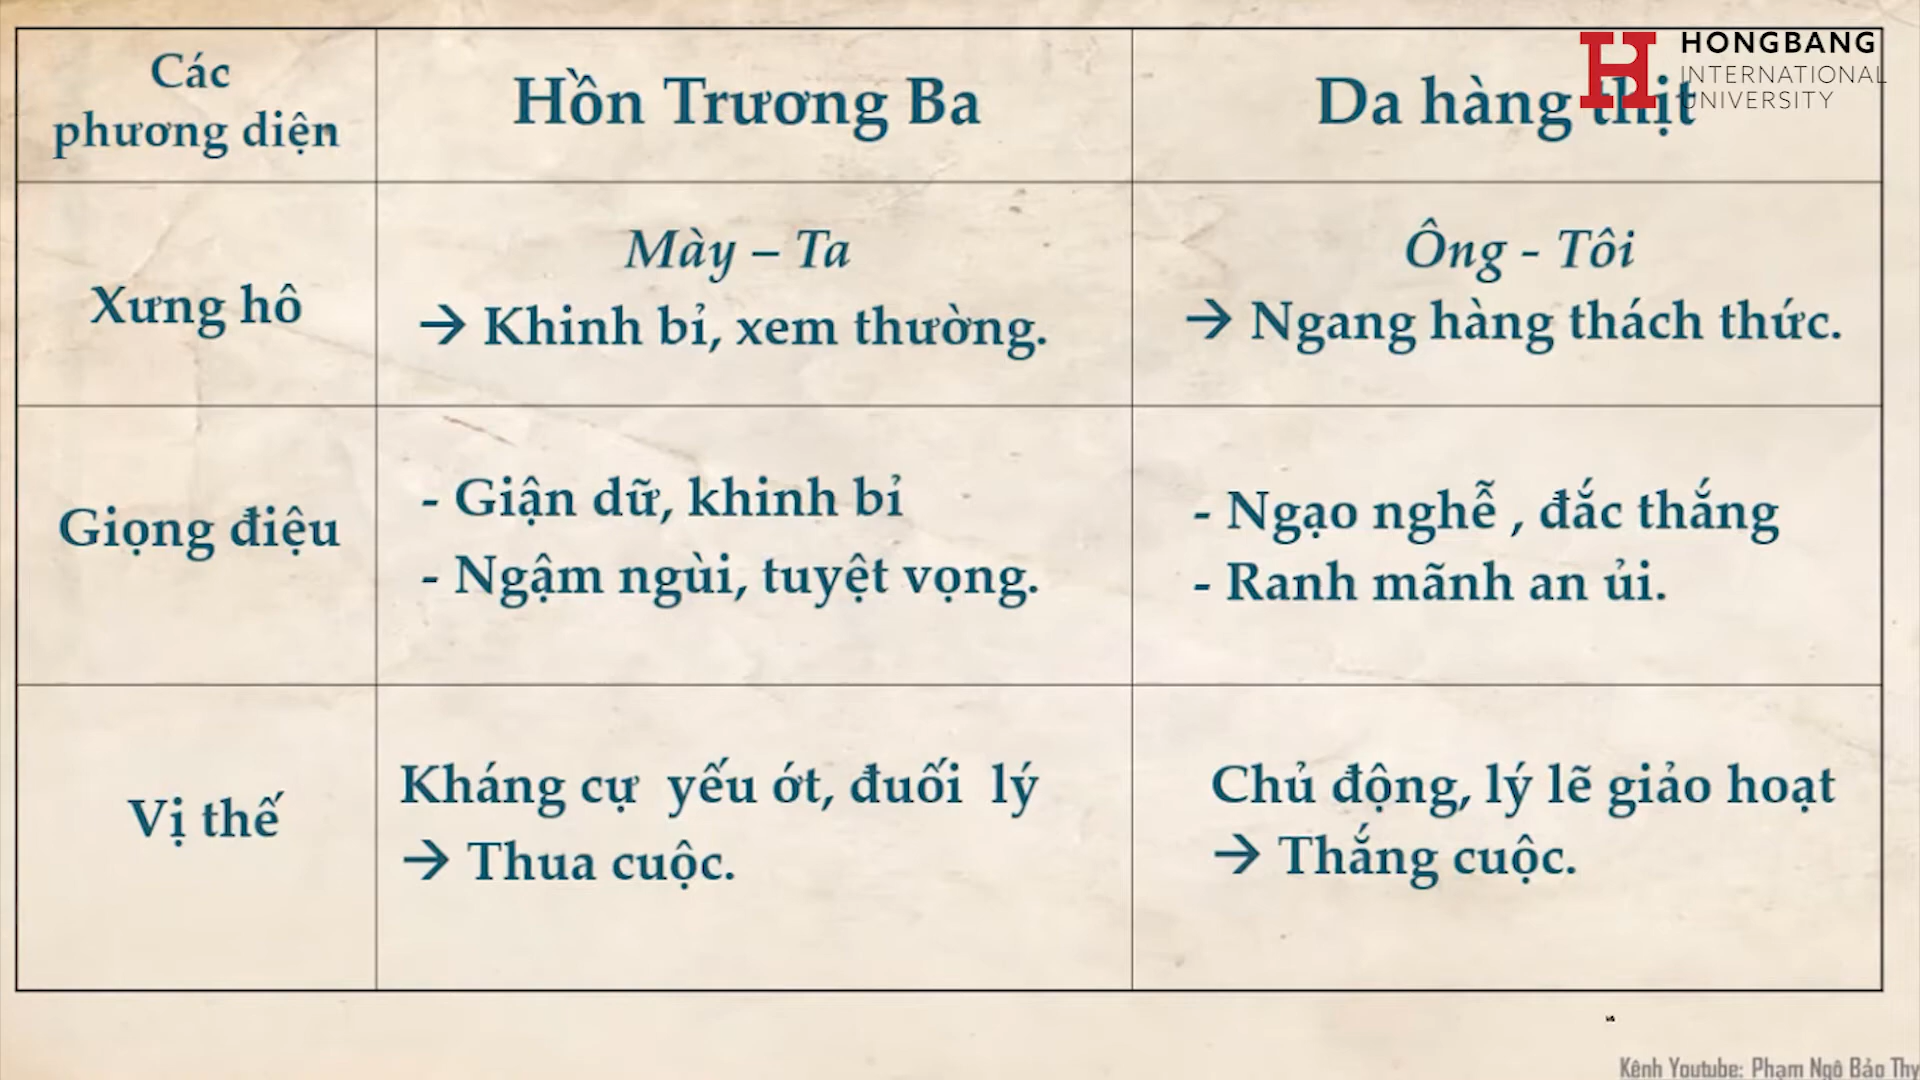 Các
phương diện
Hồn Trương Ba
Da hàng thịt
HONGBANG
INTERNATIONAL
UNIVERSITY
Xưng hô
Mày – Ta
→ Khinh bỉ, xem thường.
Ông - Tôi
→ Ngang hàng thách thức.
Giọng điệu
- Giận dữ, khinh bỉ
- Ngậm ngùi, tuyệt vọng.
- Ngạo nghễ , đắc thắng
- Ranh mãnh an ủi.
Vị thế
Kháng cự yếu ớt, đuối lý
→ Thua cuộc.
Chủ động, lý lẽ giảo hoạt
→ Thắng cuộc.
Kênh Youtube: Phạm Ngô Bảo Thy